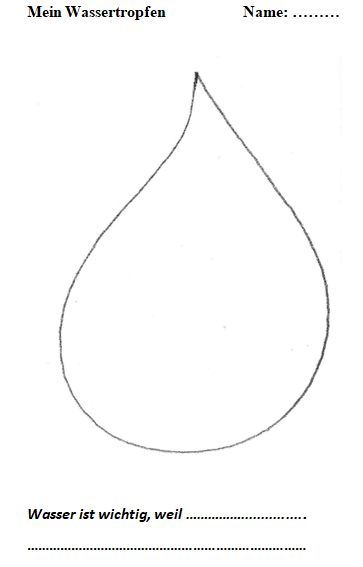 Mein Wassertropfen Name: ………
Wasser ist wichtig, weil ………………………….
……………………………………………………………